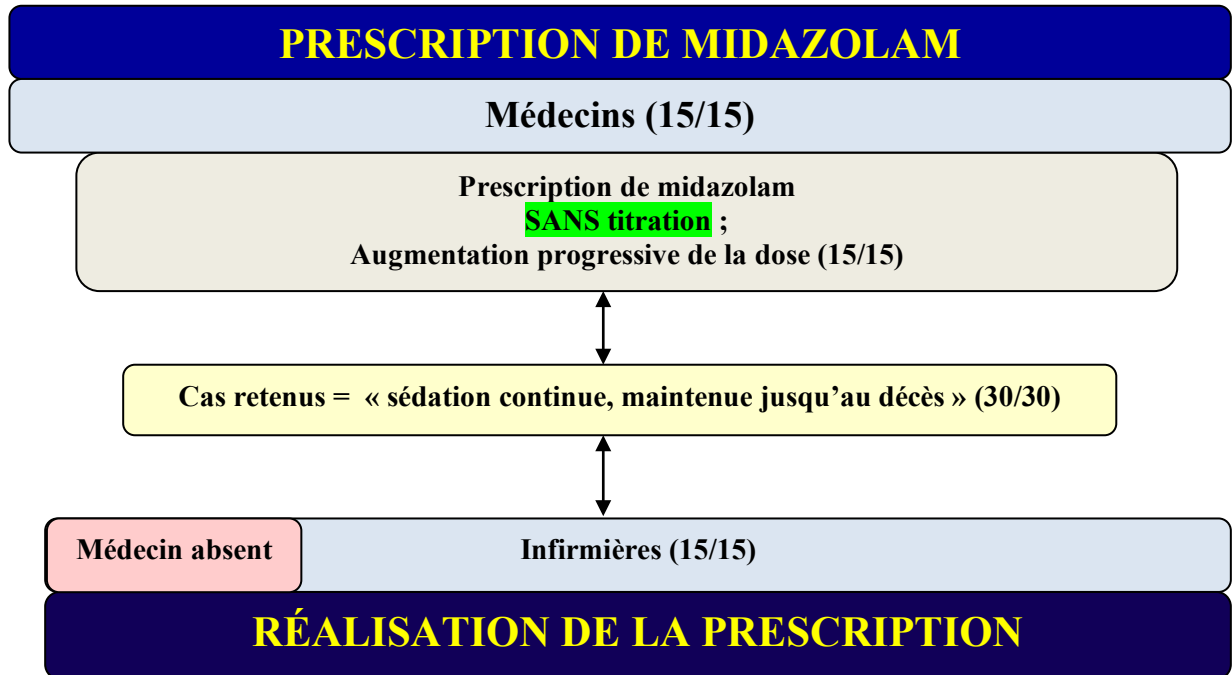 PRESCRIPTION DE MIDAZOLAM
Médecins (15/15)
Prescription de midazolam
SANS titration ;
Augmentation progressive de la dose (15/15)
Cas retenus = « sédation continue, maintenue jusqu’au décès » (30/30)
Médecin absent
Infirmières (15/15)
RÉALISATION DE LA PRESCRIPTION